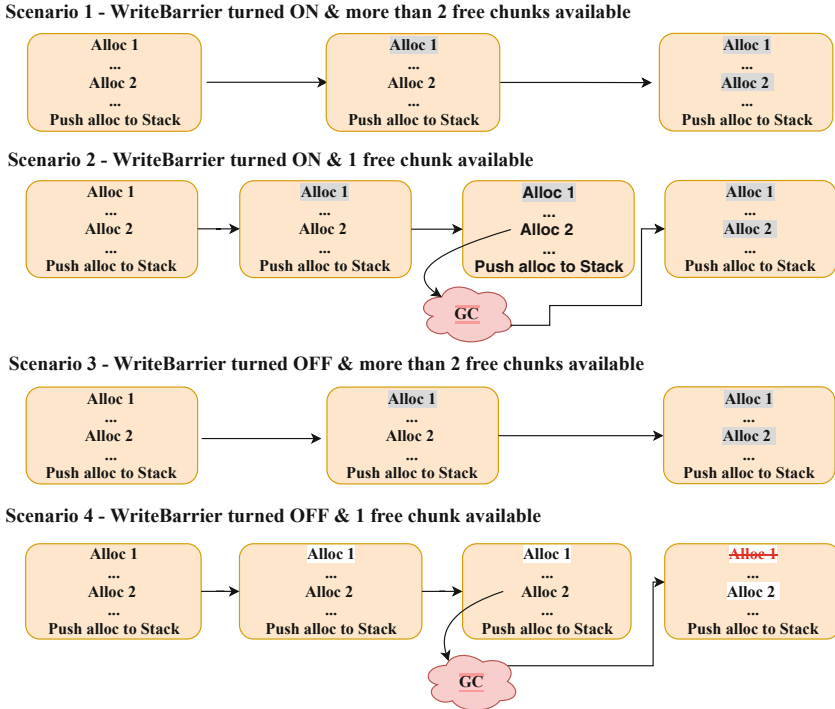 Scenario 1 - WriteBarrier turned ON & more than 2 free chunks available
Alloc 1
...
Alloc 2
...
Push alloc to Stack
Alloc 1
...
Alloc 2
...
Push alloc to Stack
Alloc 1
...
Alloc 2
...
Push alloc to Stack
Scenario 2 - WriteBarrier turned ON & 1 free chunk available
Alloc 1
...
Alloc 2
...
Push alloc to Stack
Alloc 1
...
Alloc 2
...
Push alloc to Stack
Alloc 1
...
Alloc 2
...
Push alloc to Stack
GC
Alloc 1
...
Alloc 2
...
Push alloc to Stack
Scenario 3 - WriteBarrier turned OFF & more than 2 free chunks available
Alloc 1
...
Alloc 2
...
Push alloc to Stack
Alloc 1
...
Alloc 2
...
Push alloc to Stack
Alloc 1
...
Alloc 2
...
Push alloc to Stack
Scenario 4 - WriteBarrier turned OFF & 1 free chunk available
Alloc 1
...
Alloc 2
...
Push alloc to Stack
Alloc 1
...
Alloc 2
...
Push alloc to Stack
Alloc 1
...
Alloc 2
...
Push alloc to Stack
GC
Alloc 1
...
Alloc 2
...
Push alloc to Stack